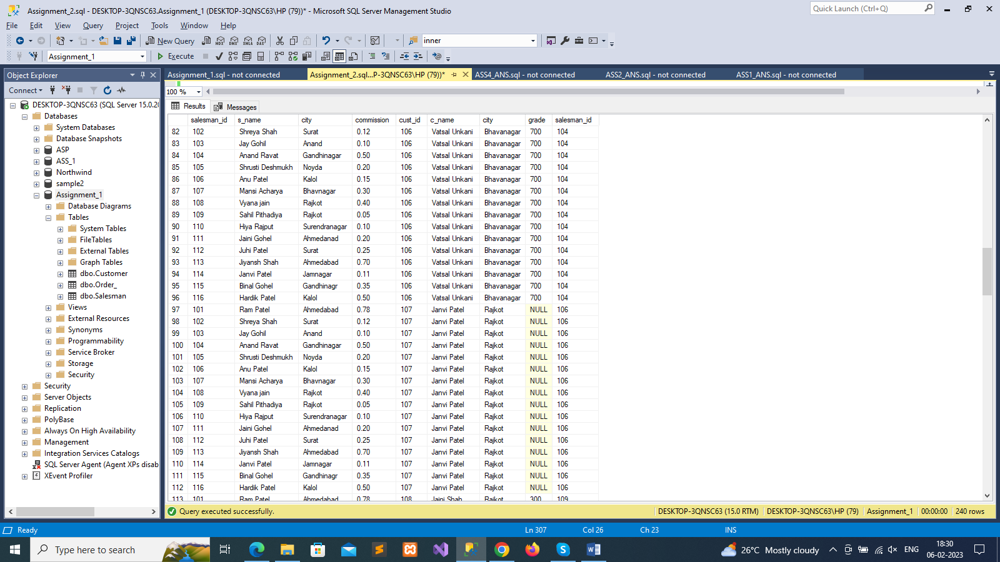 Assignment_2.sql - DESKTOP-3QNSC63.Assignment_1 (DESKTOP-3QNSC63\HP (79))* - Microsoft SQL Server Management Studio
Quick Launch (Ctrl+Q)
File Edit View Query Project Tools Window Help
New Query MDX DMX XMLA DAX inner
Assignment_1 Execute
Object Explorer
Assignment_1.sql - not connected Assignment_2.sql...P-3QNSC63\HP (79))* ASS4_ANS.sql - not connected ASS2_ANS.sql - not connected ASS1_ANS.sql - not connected
Connect
100 %
DESKTOP-3QNSC63 (SQL Server 15.0.20
Databases
System Databases
Database Snapshots
ASP
ASS_1
Northwind
sample2
Assignment_1
Database Diagrams
Tables
System Tables
FileTables
External Tables
Graph Tables
dbo.Customer
dbo.Order_
dbo.Salesman
Views
External Resources
Synonyms
Programmability
Service Broker
Storage
Security
Security
Server Objects
Replication
PolyBase
Always On High Availability
Management
Integration Services Catalogs
SQL Server Agent (Agent XPs disab
XEvent Profiler
Results Messages
salesman_id s_name city commission cust_id c_name city grade salesman_id
82 102 Shreya Shah Surat 0.12 106 Vatsal Unkani Bhavanagar 700 104
83 103 Jay Gohil Anand 0.10 106 Vatsal Unkani Bhavanagar 700 104
84 104 Anand Ravat Gandhinagar 0.50 106 Vatsal Unkani Bhavanagar 700 104
85 105 Shrusti Deshmukh Noyda 0.20 106 Vatsal Unkani Bhavanagar 700 104
86 106 Anu Patel Kalol 0.15 106 Vatsal Unkani Bhavanagar 700 104
87 107 Mansi Acharya Bhavnagar 0.30 106 Vatsal Unkani Bhavanagar 700 104
88 108 Vyana jain Rajkot 0.40 106 Vatsal Unkani Bhavanagar 700 104
89 109 Sahil Pithadiya Rajkot 0.05 106 Vatsal Unkani Bhavanagar 700 104
90 110 Hiya Rajput Surendranagar 0.10 106 Vatsal Unkani Bhavanagar 700 104
91 111 Jaini Gohel Ahmedanad 0.20 106 Vatsal Unkani Bhavanagar 700 104
92 112 Juhi Patel Surat 0.25 106 Vatsal Unkani Bhavanagar 700 104
93 113 Jiyansh Shah Ahmedabad 0.70 106 Vatsal Unkani Bhavanagar 700 104
94 114 Janvi Patel Jamnagar 0.11 106 Vatsal Unkani Bhavanagar 700 104
95 115 Binal Gohel Gandhinagr 0.35 106 Vatsal Unkani Bhavanagar 700 104
96 116 Hardik Patel Kalol 0.50 106 Vatsal Unkani Bhavanagar 700 104
97 101 Ram Patel Ahmedabad 0.78 107 Janvi Patel Rajkot NULL 106
98 102 Shreya Shah Surat 0.12 107 Janvi Patel Rajkot NULL 106
99 103 Jay Gohil Anand 0.10 107 Janvi Patel Rajkot NULL 106
100 104 Anand Ravat Gandhinagar 0.50 107 Janvi Patel Rajkot NULL 106
101 105 Shrusti Deshmukh Noyda 0.20 107 Janvi Patel Rajkot NULL 106
102 106 Anu Patel Kalol 0.15 107 Janvi Patel Rajkot NULL 106
103 107 Mansi Acharya Bhavnagar 0.30 107 Janvi Patel Rajkot NULL 106
104 108 Vyana jain Rajkot 0.40 107 Janvi Patel Rajkot NULL 106
105 109 Sahil Pithadiya Rajkot 0.05 107 Janvi Patel Rajkot NULL 106
106 110 Hiya Rajput Surendranagar 0.10 107 Janvi Patel Rajkot NULL 106
107 111 Jaini Gohel Ahmedanad 0.20 107 Janvi Patel Rajkot NULL 106
108 112 Juhi Patel Surat 0.25 107 Janvi Patel Rajkot NULL 106
109 113 Jiyansh Shah Ahmedabad 0.70 107 Janvi Patel Rajkot NULL 106
110 114 Janvi Patel Jamnagar 0.11 107 Janvi Patel Rajkot NULL 106
111 115 Binal Gohel Gandhinagr 0.35 107 Janvi Patel Rajkot NULL 106
112 116 Hardik Patel Kalol 0.50 107 Janvi Patel Rajkot NULL 106
113 101 Ram Patel Ahmedabad 0.78 108 Jaini Shah Rajkot 300 109
Query executed successfully. DESKTOP-3QNSC63 (15.0 RTM) DESKTOP-3QNSC63\HP (79) Assignment_1 00:00:00 240 rows
Ready Ln 307 Col 26 Ch 23 INS
Type here to search 26°C Mostly cloudy ENG 18:30
06-02-2023